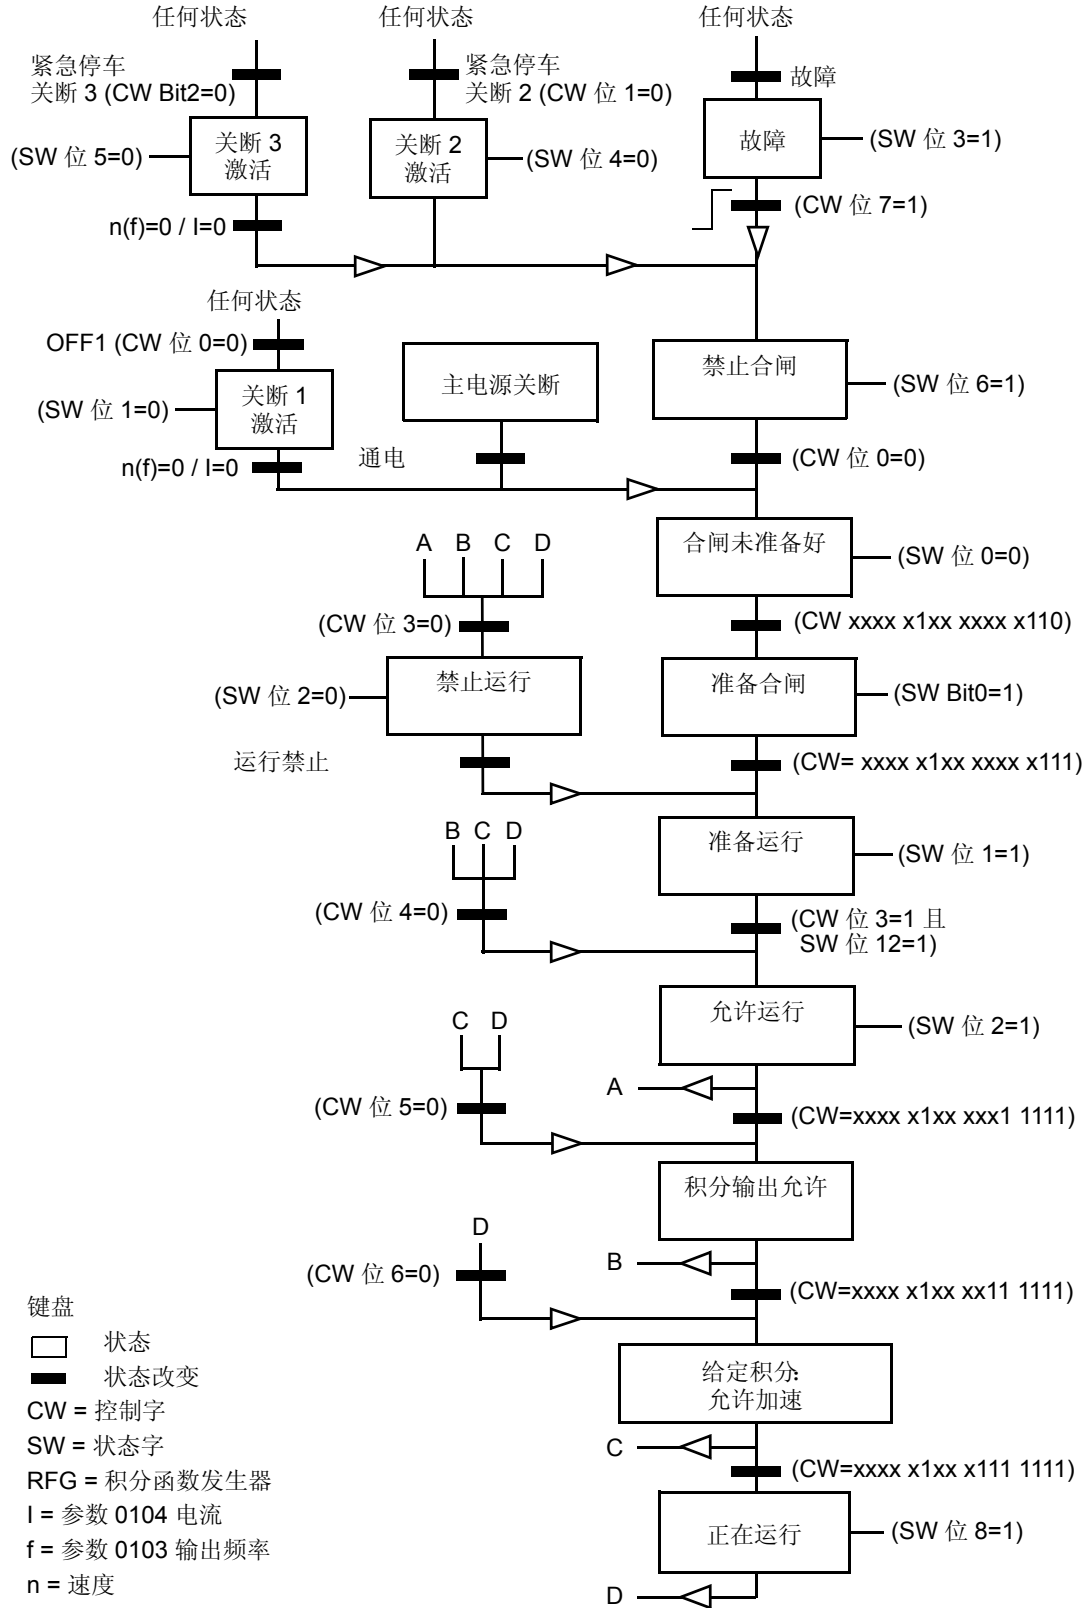 任何状态
任何状态
任何状态
紧急停车
关断 3 (CW Bit2=0)
紧急停车
关断 2 (CW 位 1=0)
故障
(SW 位 5=0)
关断 3
激活
关断 2
激活
(SW 位 4=0)
故障
(SW 位 3=1)
n(f)=0 / I=0
(CW 位 7=1)
任何状态
OFF1 (CW 位 0=0)
(SW 位 1=0)
关断 1
激活
主电源关断
禁止合闸
(SW 位 6=1)
n(f)=0 / I=0
通电
(CW 位 0=0)
合闸未准备好
(SW 位 0=0)
A B C D
(CW 位 3=0)
(CW xxxx x1xx xxxx x110)
(SW 位 2=0)
禁止运行
准备合闸
(SW Bit0=1)
运行禁止
(CW= xxxx x1xx xxxx x111)
B C D
准备运行
(SW 位 1=1)
(CW 位 4=0)
(CW 位 3=1 且
SW 位 12=1)
允许运行
(SW 位 2=1)
C D
A
(CW 位 5=0)
(CW=xxxx x1xx xxx1 1111)
积分输出允许
D
B
(CW 位 6=0)
(CW=xxxx x1xx xx11 1111)
给定积分:
允许加速
C
(CW=xxxx x1xx x111 1111)
正在运行
(SW 位 8=1)
D
键盘
状态
状态改变
CW = 控制字
SW = 状态字
RFG = 积分函数发生器
I = 参数 0104 电流
f = 参数 0103 输出频率
n = 速度